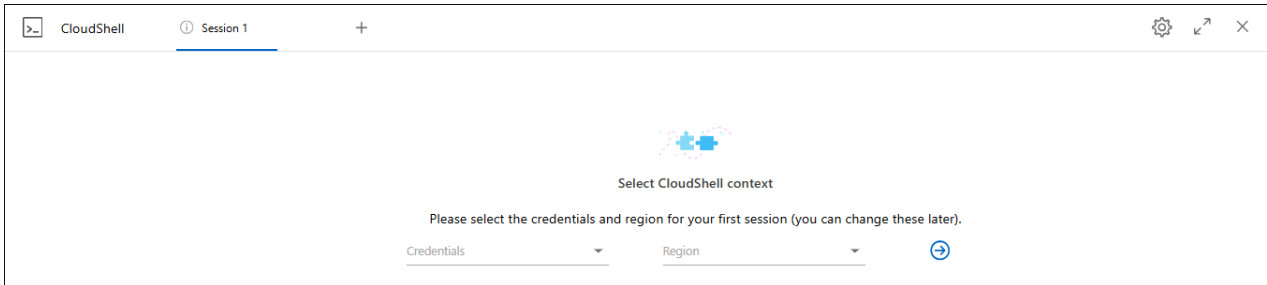 CloudShell
Session 1
Select CloudShell context
Please select the credentials and region for your first session (you can change these later).
Credentials
Region